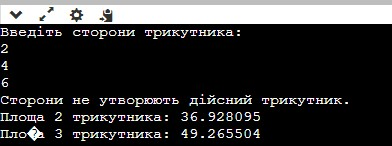 Введіть сторони трикутника:
2
4
6
Сторони не утворюють дійсний трикутник.
Площа 2 трикутника: 36.928095
Пло�а 3 трикутника: 49.265504